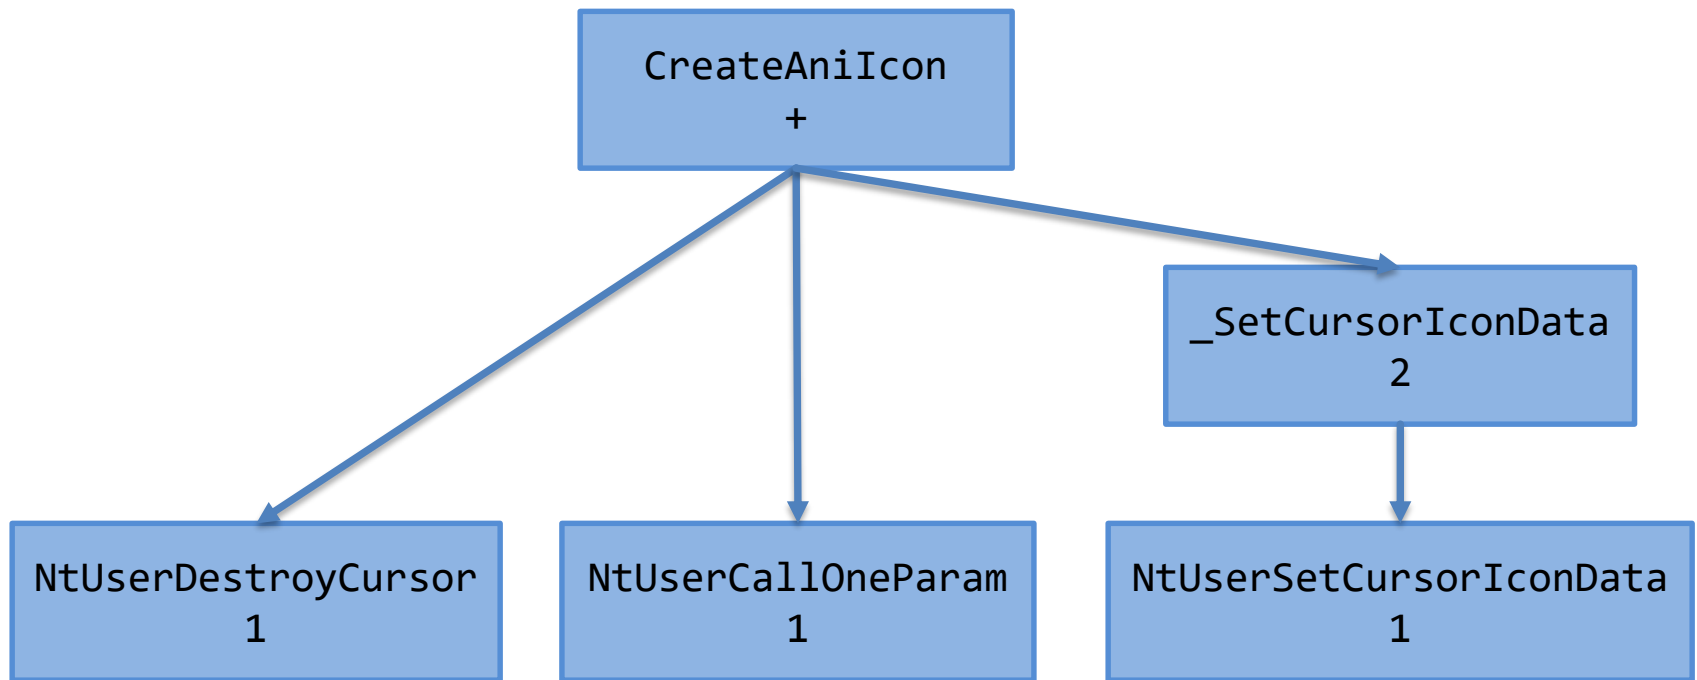 CreateAniIcon
+
_SetCursorIconData
2
NtUserDestroyCursor
1
NtUserCallOneParam
1
NtUserSetCursorIconData
1